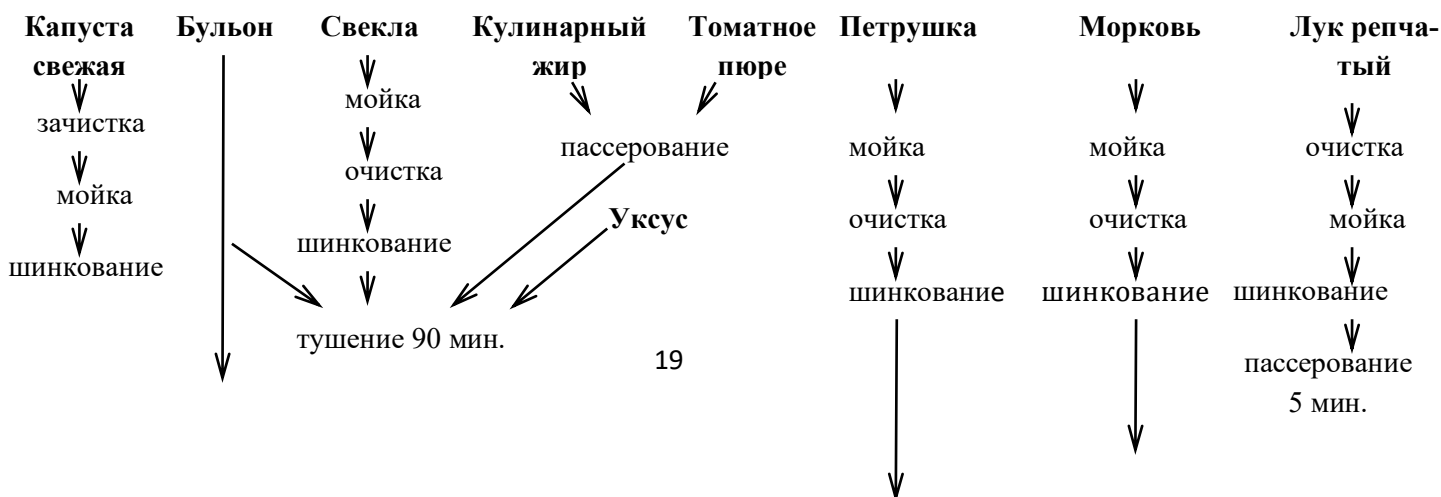 Капуста Бульон Свекла Кулинарный Томатное Петрушка Морковь Лук репча-
свежая жир пюре тый
мойка
зачистка
пассерование мойка мойка очистка
очистка
мойка
Уксус очистка очистка мойка
шинкование
шинкование
шинкование шинкование шинкование
тушение 90 мин.
19
пассерование
5 мин.